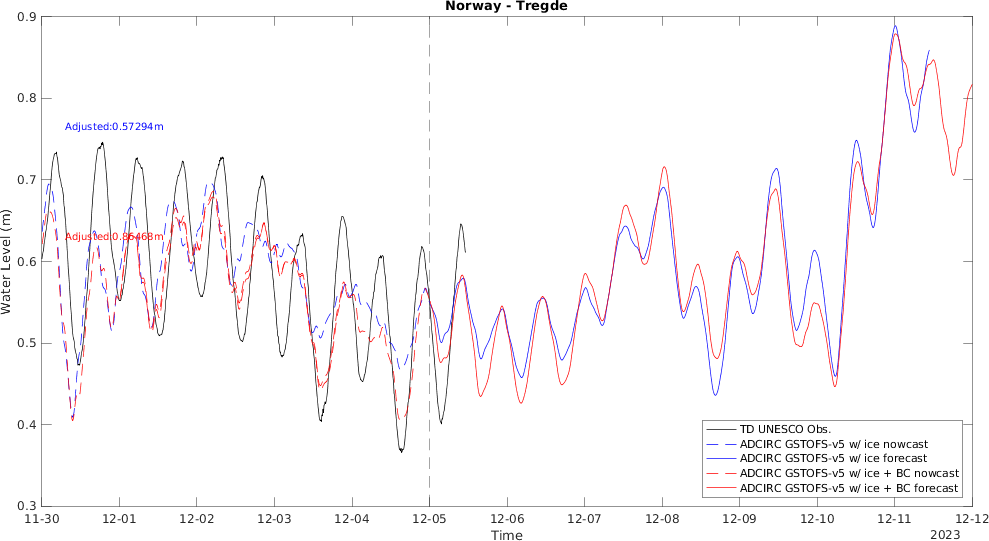 Norway - Tregde
0.9
0.8
0.7
0.6
0.5
0.4
0.3
Water Level (m)
Adjusted:0.57294m
TD UNESCO Obs.
ADCIRC GSTOFS-v5 w/ ice nowcast
ADCIRC GSTOFS-v5 w/ ice forecast
ADCIRC GSTOFS-v5 w/ ice + BC nowcast
ADCIRC GSTOFS-v5 w/ ice + BC forecast
11-30 12-01 12-02 12-03 12-04 12-05 12-06 12-07 12-08 12-09 12-10 12-11 12-12
Time
2023